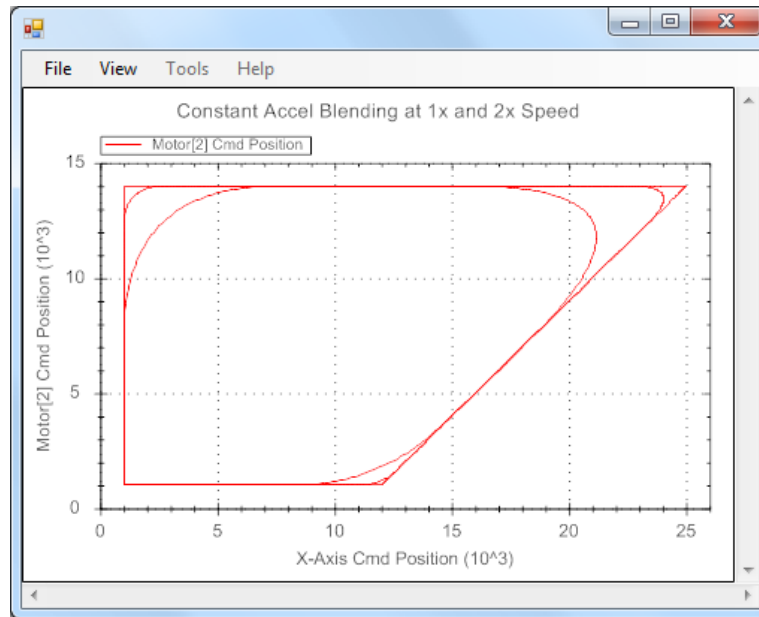 File View Tools Help
Constant Accel Blending at 1x and 2x Speed
Motor[2] Cmd Position
15
10
5
0
Motor[2] Cmd Position (10^3)
0 5 10 15 20 25
X-Axis Cmd Position (10^3)